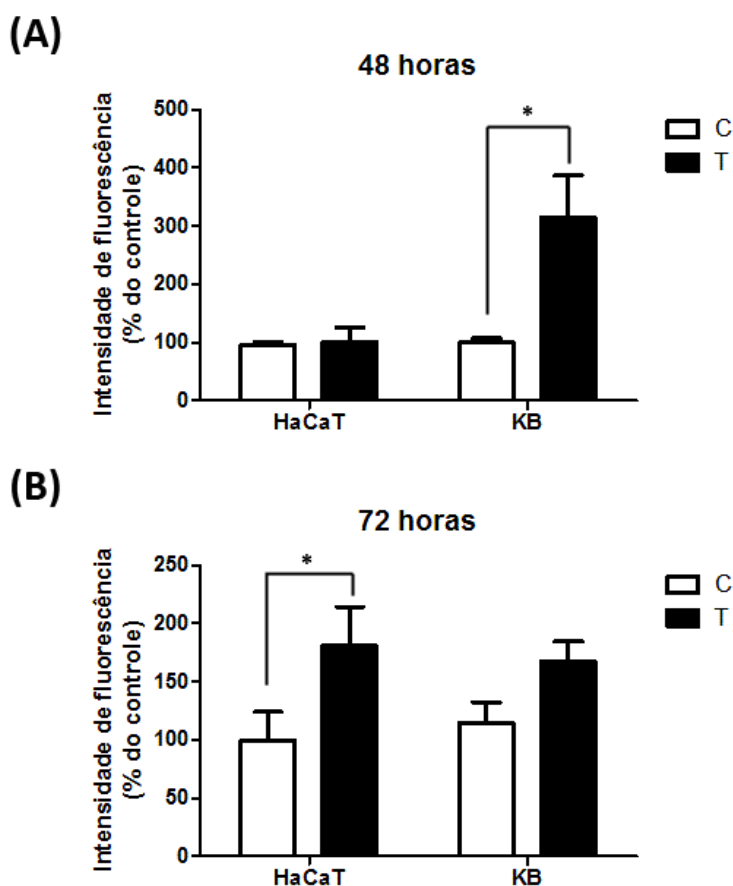 (A)
48 horas
Intensidade de fluorescência
(% do controle)
500
400
300
200
100
0
*
HaCaT
KB
C
T
(B)
72 horas
Intensidade de fluorescência
(% do controle)
250
200
150
100
50
0
*
HaCaT
KB
C
T